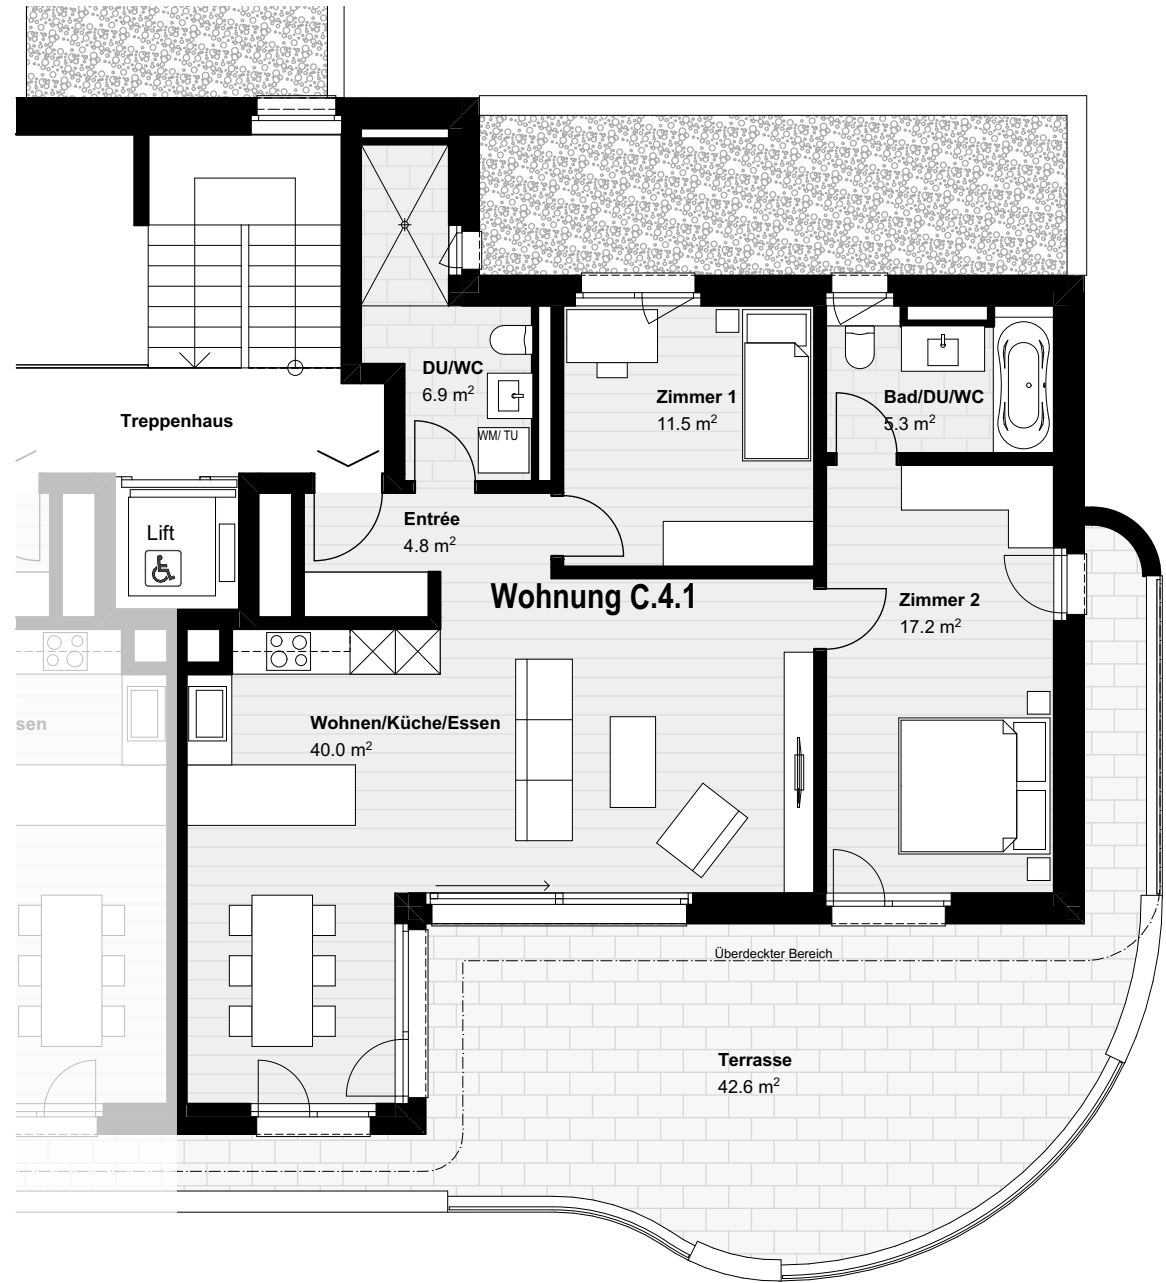 DU/WC
6.9 m²
WM/ TU
Zimmer 1
11.5 m²
Bad/DU/WC
5.3 m²
Treppenhaus
Lift
Entrée
4.8 m²
Wohnung C.4.1
Zimmer 2
17.2 m²
sen
Wohnen/Küche/Essen
40.0 m²
Überdeckter Bereich
Terrasse
42.6 m²